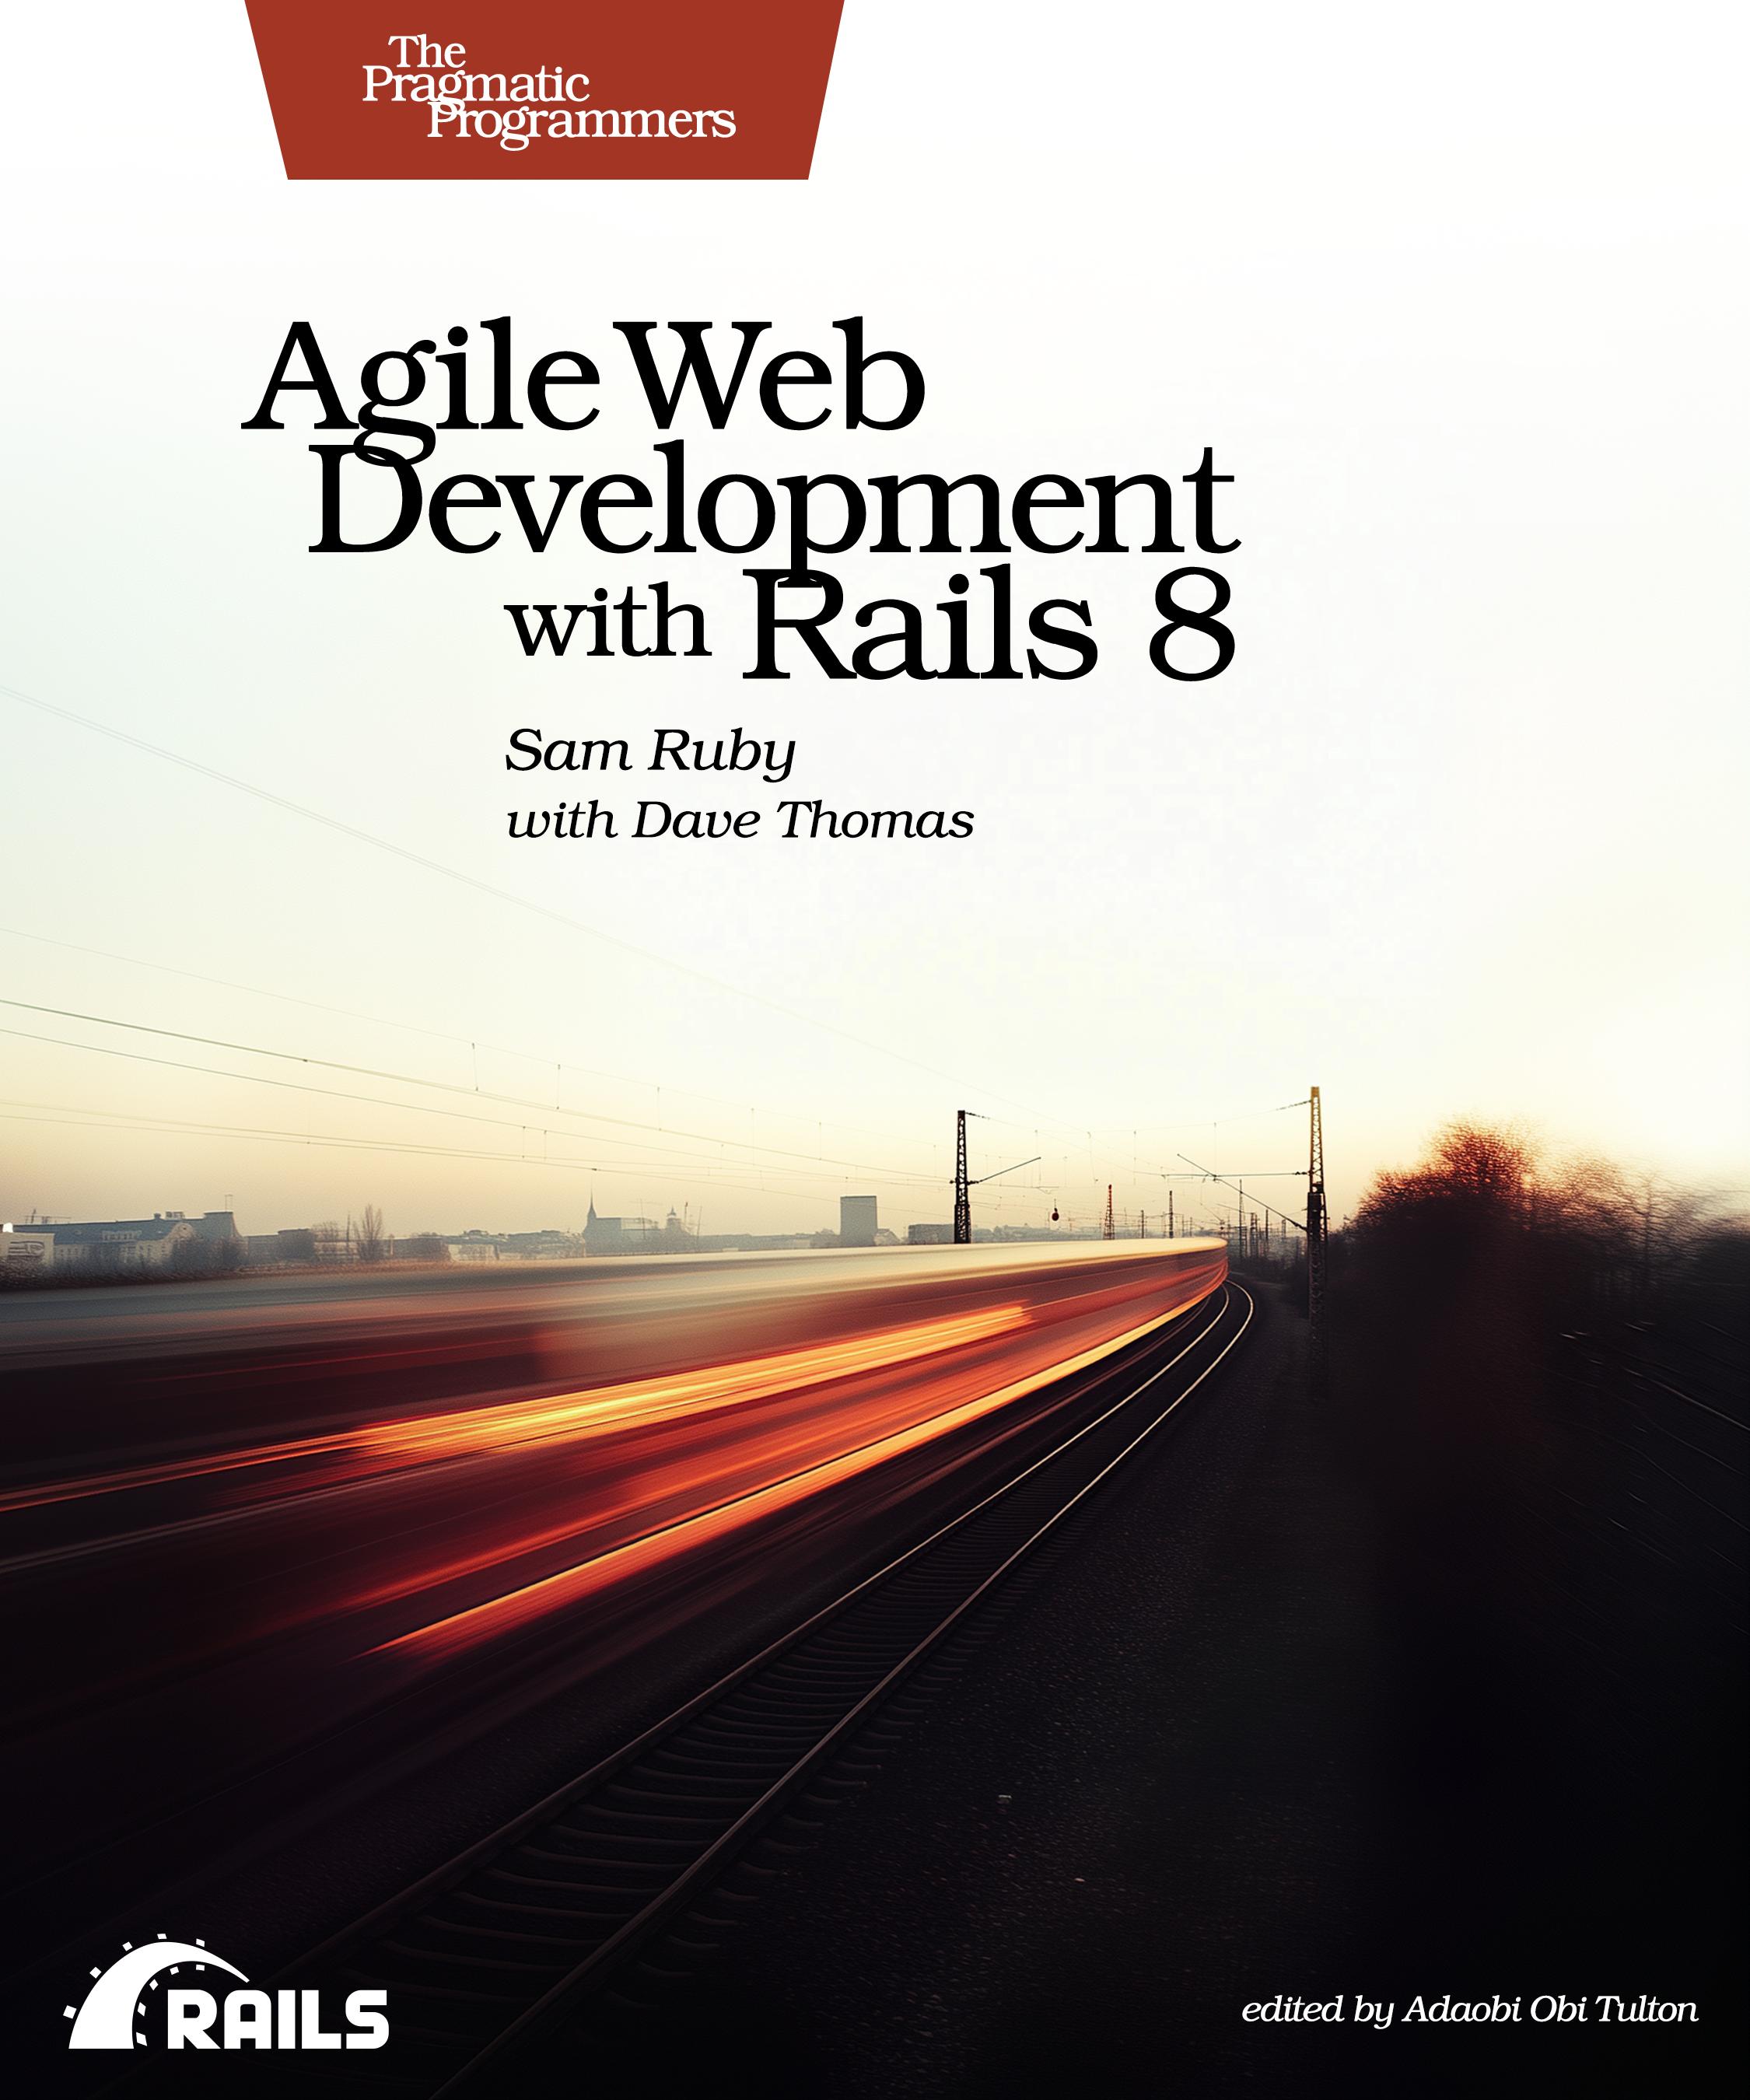 The
Pragmatic
Programmers
Agile Web
Development
with Rails 8
Sam Ruby
with Dave Thomas
RAILS
edited by Adaobi Obi Tulton